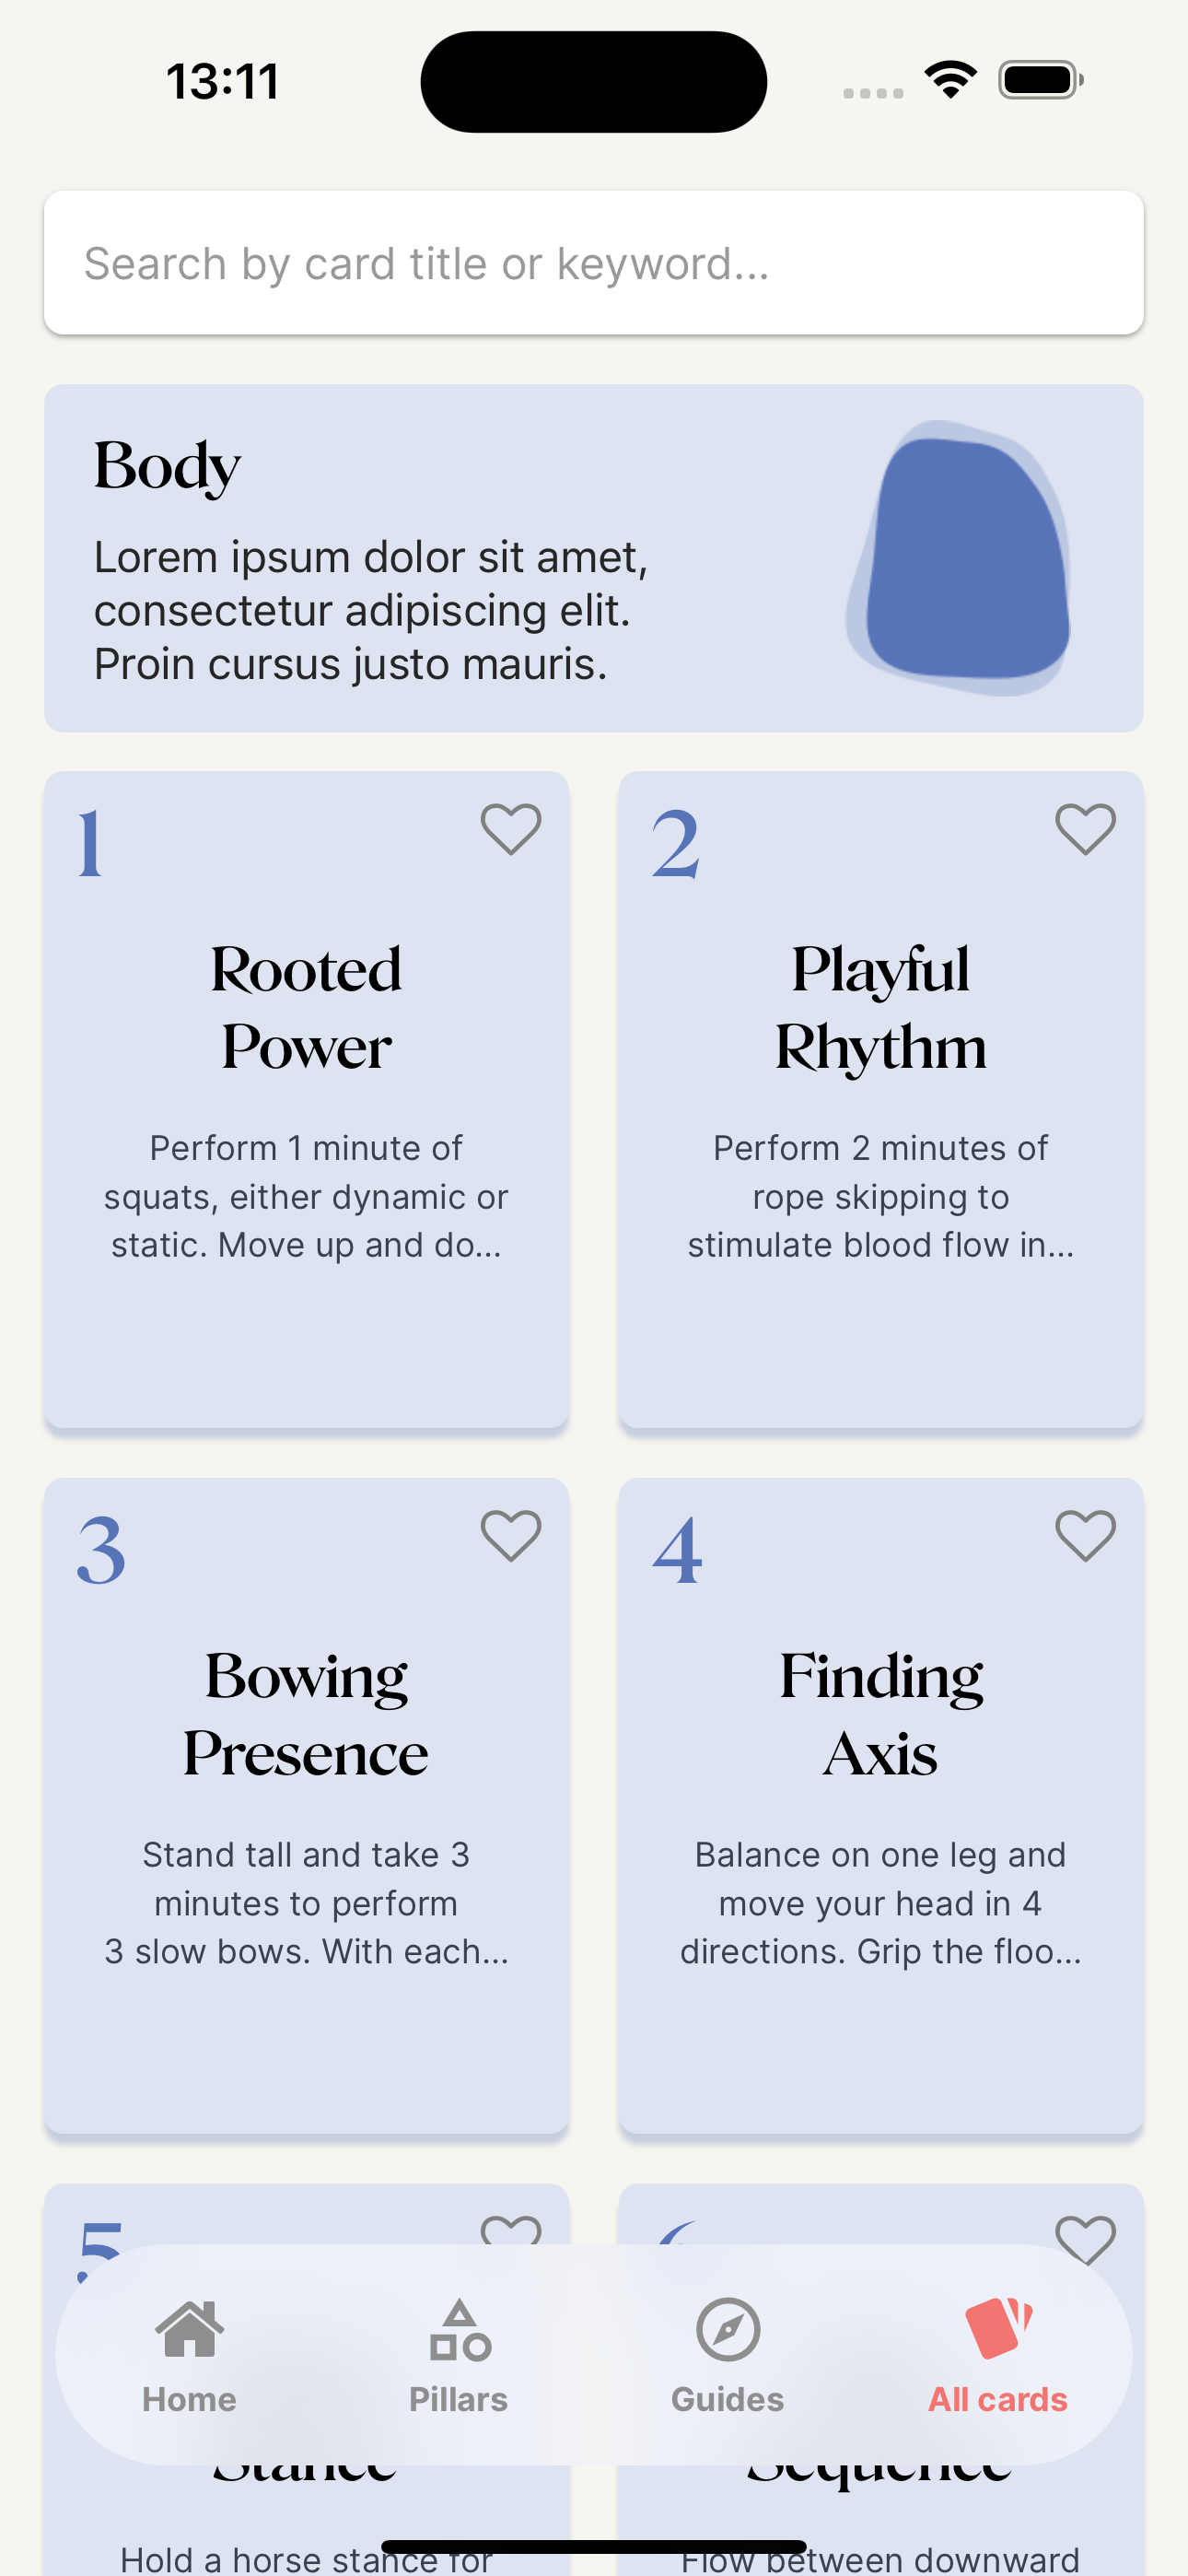 13:11
Search by card title or keyword...
Body
Lorem ipsum dolor sit amet,
consectetur adipiscing elit.
Proin cursus justo mauris.
1
Rooted
Power
Perform 1 minute of
squats, either dynamic or
static. Move up and do...
2
Playful
Rhythm
Perform 2 minutes of
rope skipping to
stimulate blood flow in...
3
Bowing
Presence
Stand tall and take 3
minutes to perform
3 slow bows. With each...
4
Finding
Axis
Balance on one leg and
move your head in 4
directions. Grip the floo...
5
Stance
Hold a horse stance for
6
Sequence
Flow between downward
Home
Pillars
Guides
All cards